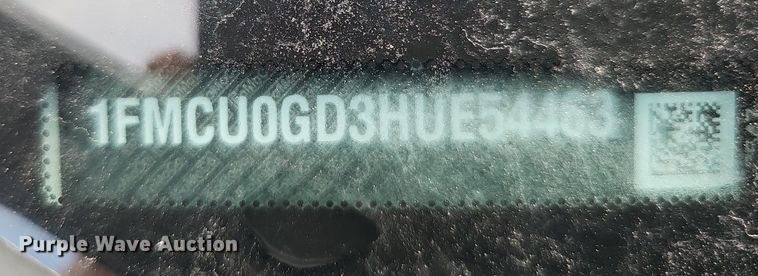 1FMCU0GD3HUE54463
Purple Wave Auction